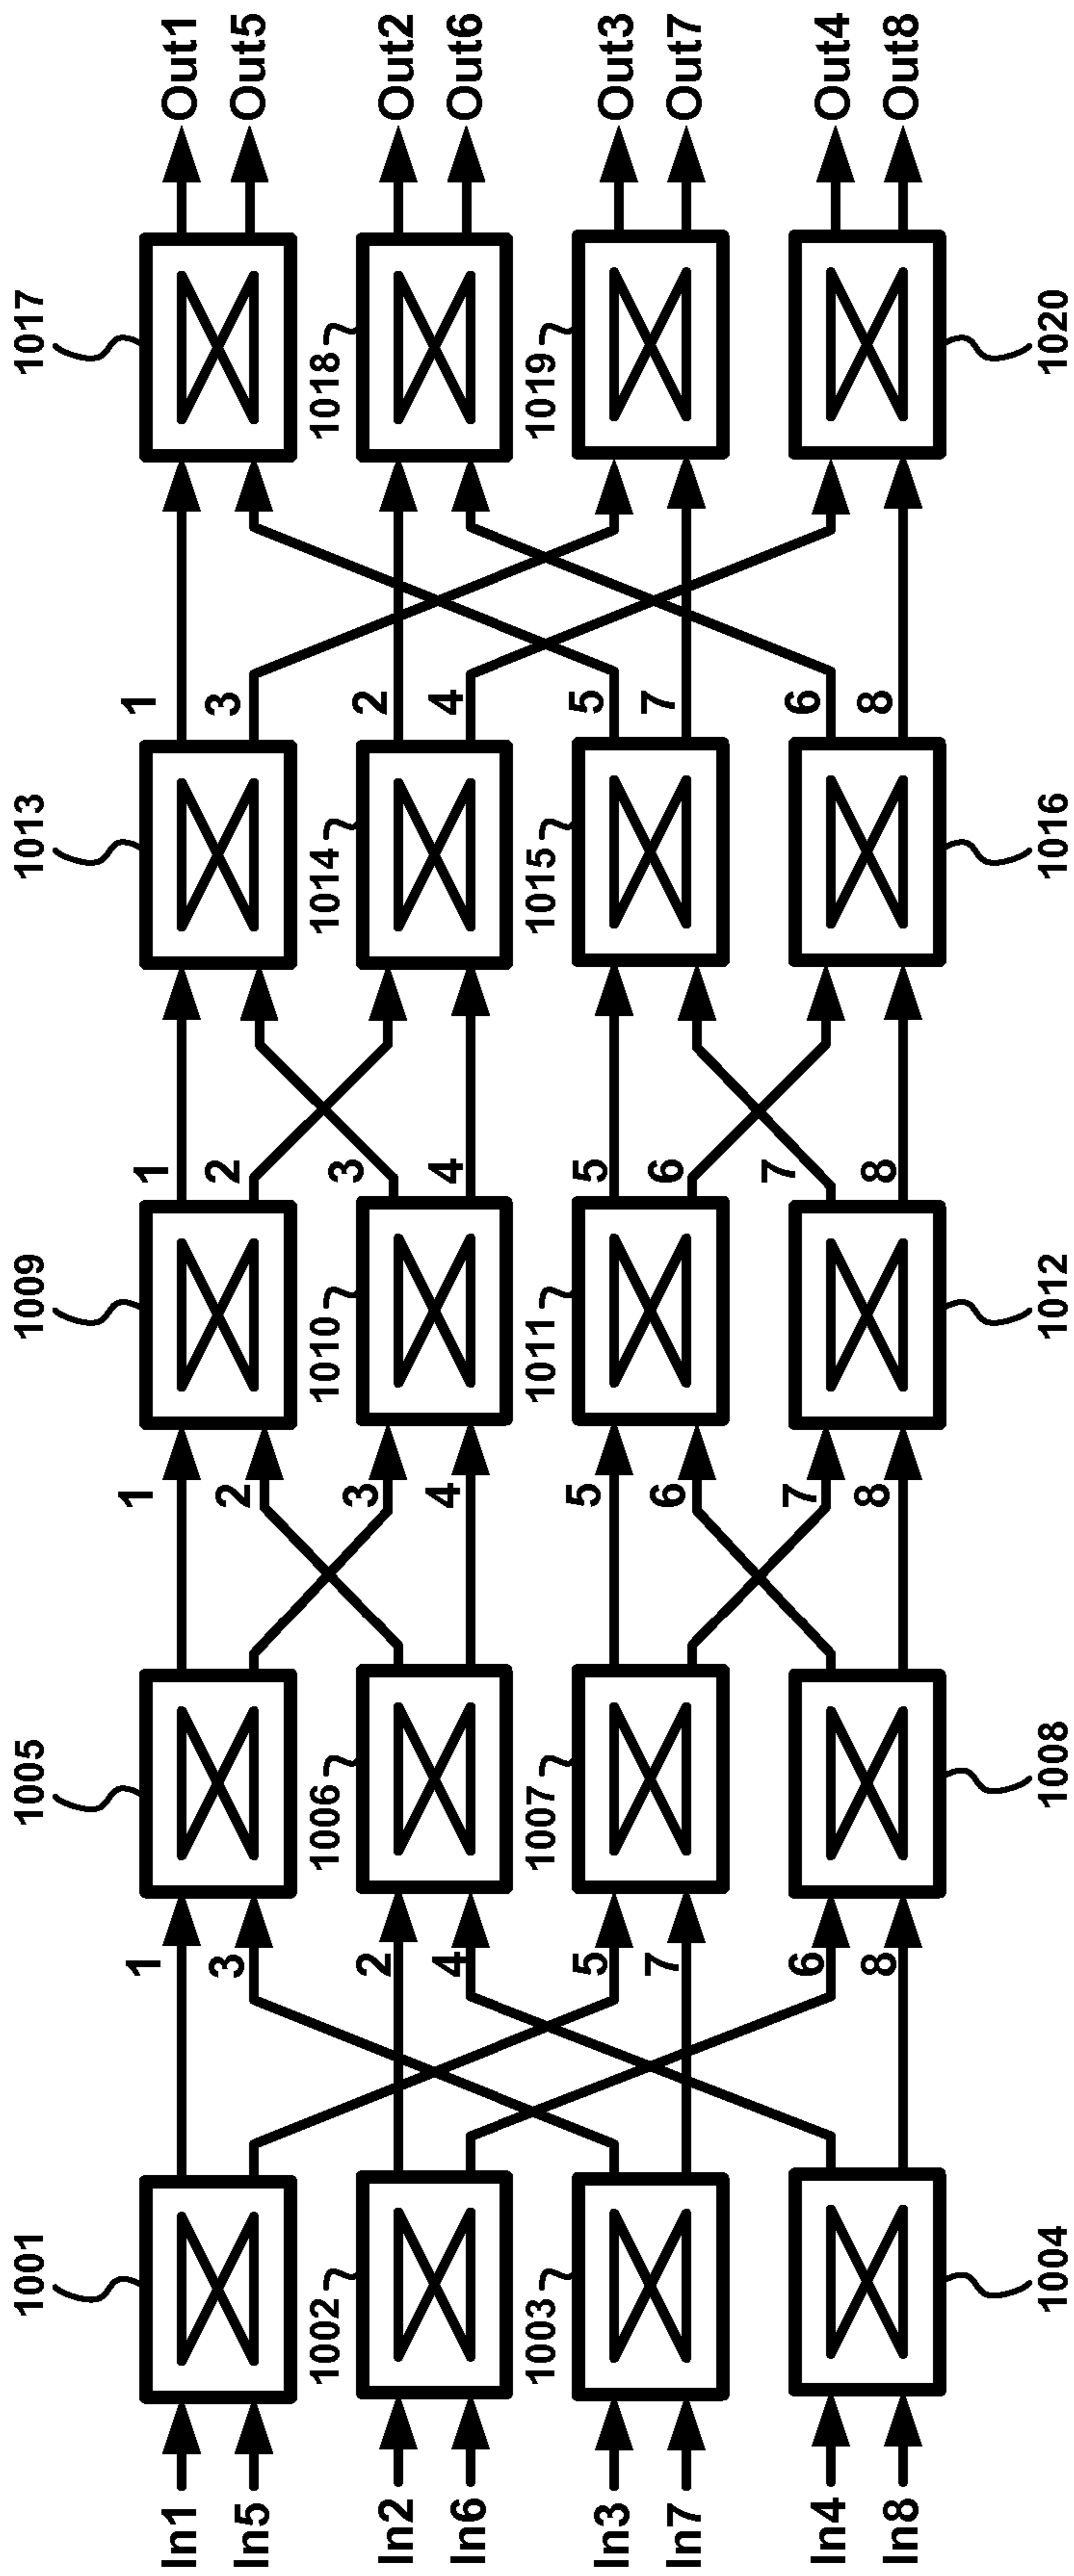 1001 1005 1009 1013 1017
1 1 1 1
In1 Out1
3 2 2 3
In5 Out5
1002 1006 1010 1014 1018
2 3 3 2
In2 Out2
4 4 4 4
In6 Out6
1003 1007 1011 1015 1019
5 5 5 5
In3 Out3
7 6 6 7
In7 Out7
6 7 7 6
In4 Out4
8 8 8 8
In8 Out8
1004 1008 1012 1016 1020